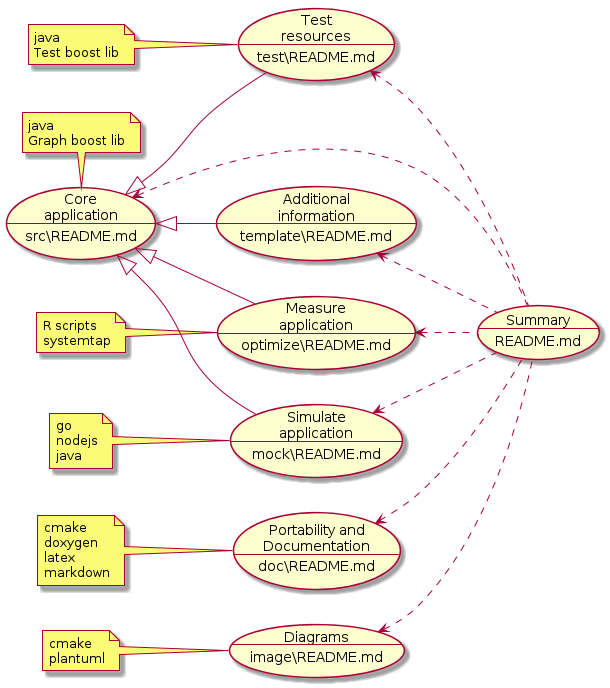 java
Test boost lib
Test
resources
test\README.md
java
Graph boost lib
Core
application
src\README.md
Additional
information
template\README.md
R scripts
systemtap
Measure
application
optimize\README.md
Summary
README.md
go
nodejs
java
Simulate
application
mock\README.md
cmake
doxygen
latex
markdown
Portability and
Documentation
doc\README.md
cmake
plantuml
Diagrams
image\README.md